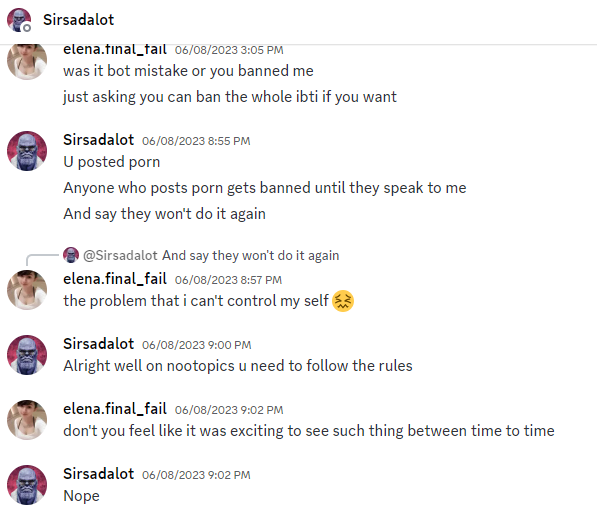 Sirsadalot
elena.final_fail 06/08/2023 3:05 PM
was it bot mistake or you banned me
just asking you can ban the whole ibti if you want
Sirsadalot 06/08/2023 8:55 PM
U posted porn
Anyone who posts porn gets banned until they speak to me
And say they won't do it again
@Sirsadalot And say they won't do it again
elena.final_fail 06/08/2023 8:57 PM
the problem that i can't control my self 😖
Sirsadalot 06/08/2023 9:00 PM
Alright well on nootopics u need to follow the rules
elena.final_fail 06/08/2023 9:02 PM
don't you feel like it was exciting to see such thing between time to time
Sirsadalot 06/08/2023 9:02 PM
Nope